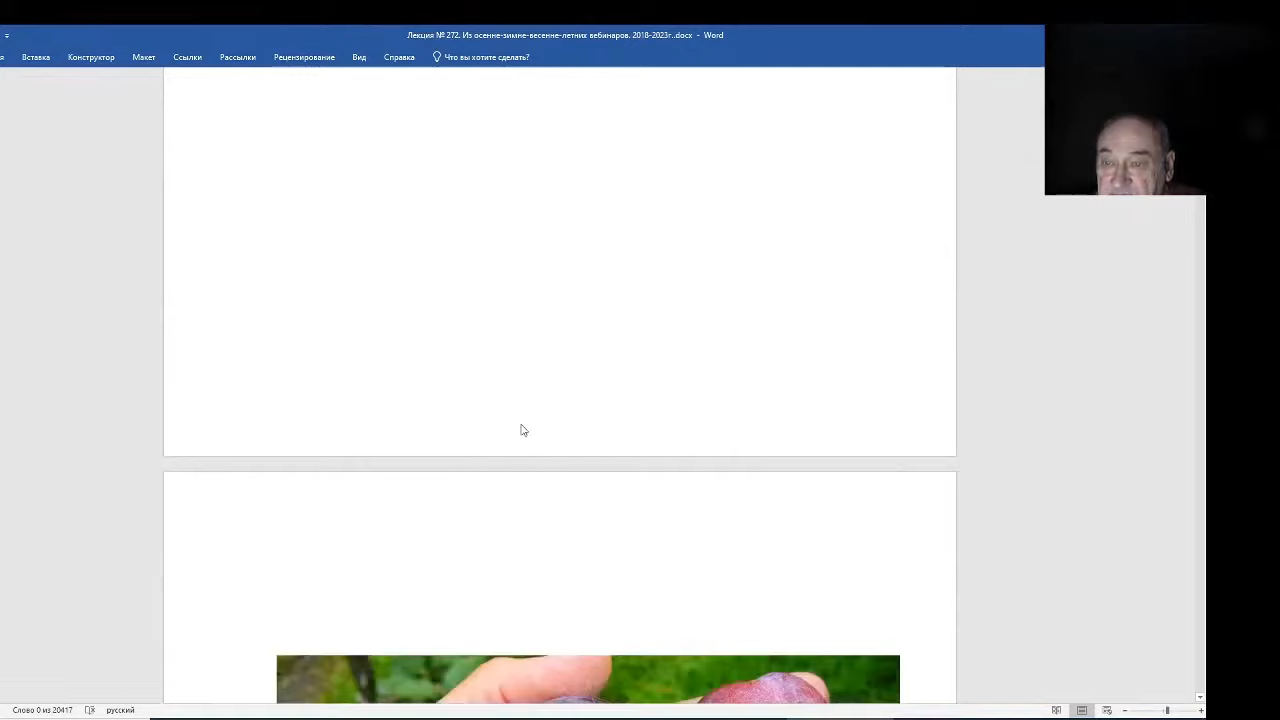 Лекция № 272. Из осенне-зимне-весенне-летних вебинаров. 2018-2023г..docx - Word
я Вставка Конструктор Макет Ссылки Рассылки Рецензирование Вид Справка Что вы хотите сделать?
Слово 0 из 20417 русский